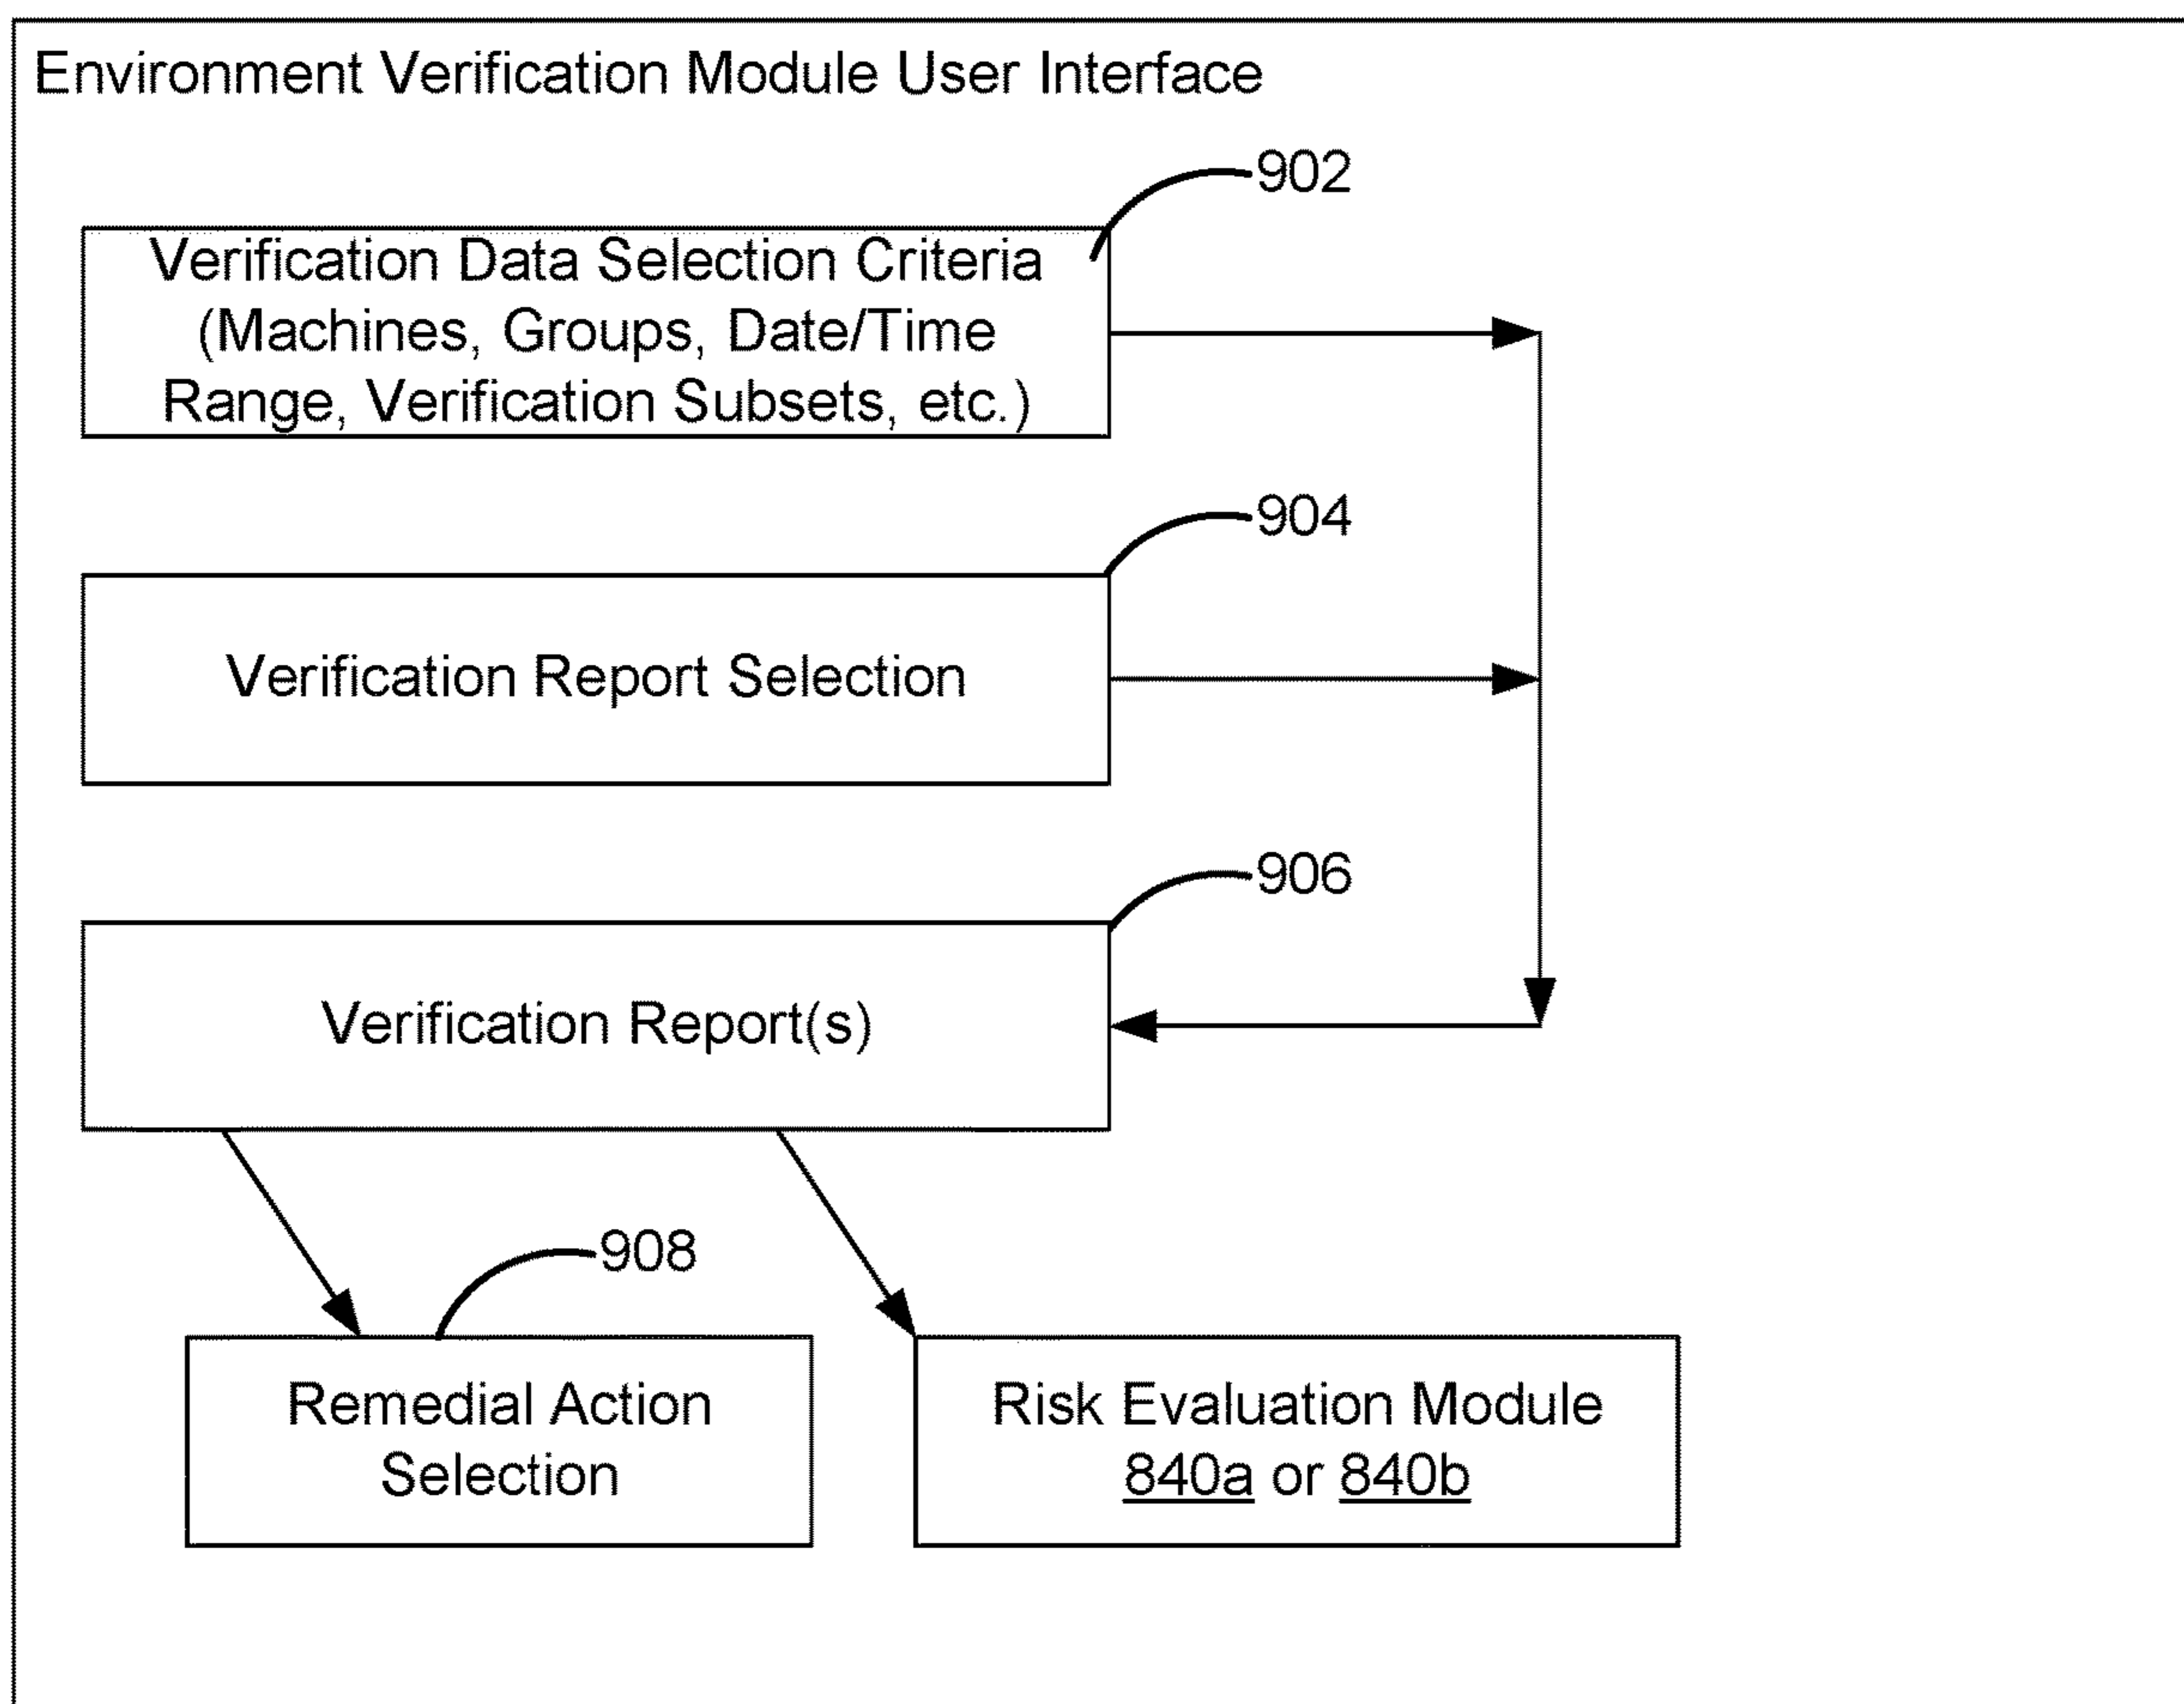 Environment Verification Module User Interface
902
Verification Data Selection Criteria
(Machines, Groups, Date/Time
Range, Verification Subsets, etc.)
904
Verification Report Selection
906
Verification Report(s)
908
Remedial Action
Selection
Risk Evaluation Module
840a or 840b